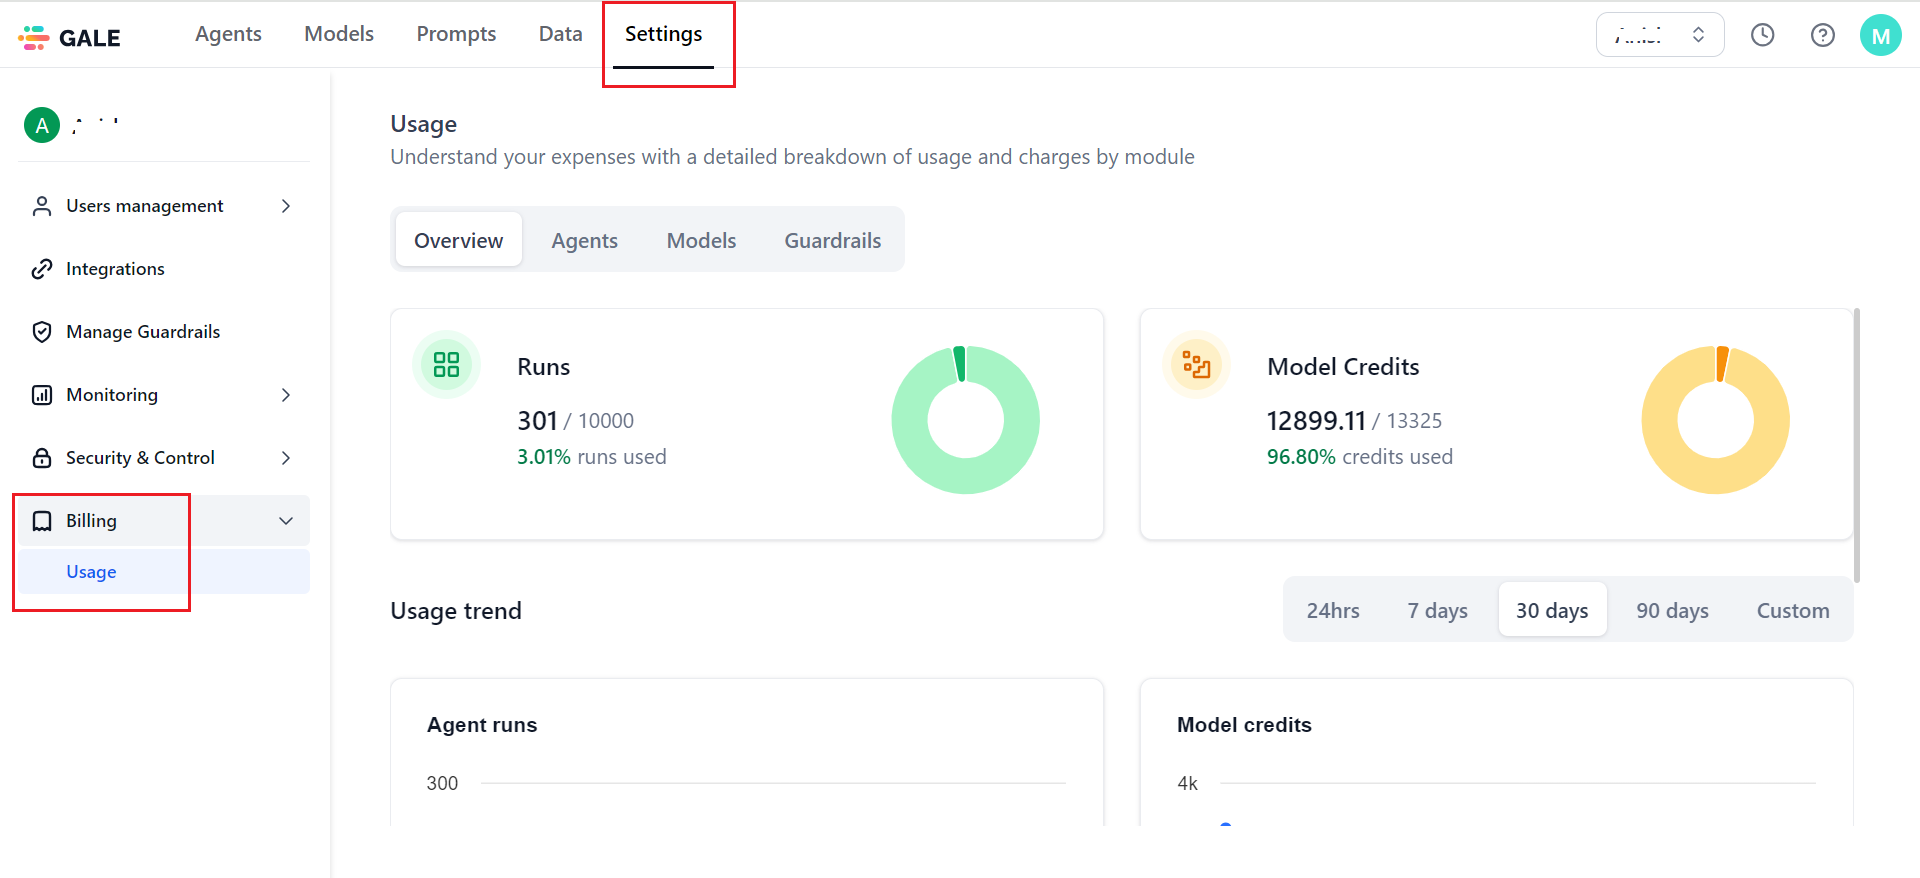 GALE
Agents
Models
Prompts
Data
Settings
M
A
Users management
Integrations
Manage Guardrails
Monitoring
Security & Control
Billing
Usage
Usage
Understand your expenses with a detailed breakdown of usage and charges by module
Overview
Agents
Models
Guardrails
Runs
301 / 10000
3.01% runs used
Model Credits
12899.11 / 13325
96.80% credits used
Usage trend
24hrs
7 days
30 days
90 days
Custom
Agent runs
300
Model credits
4k